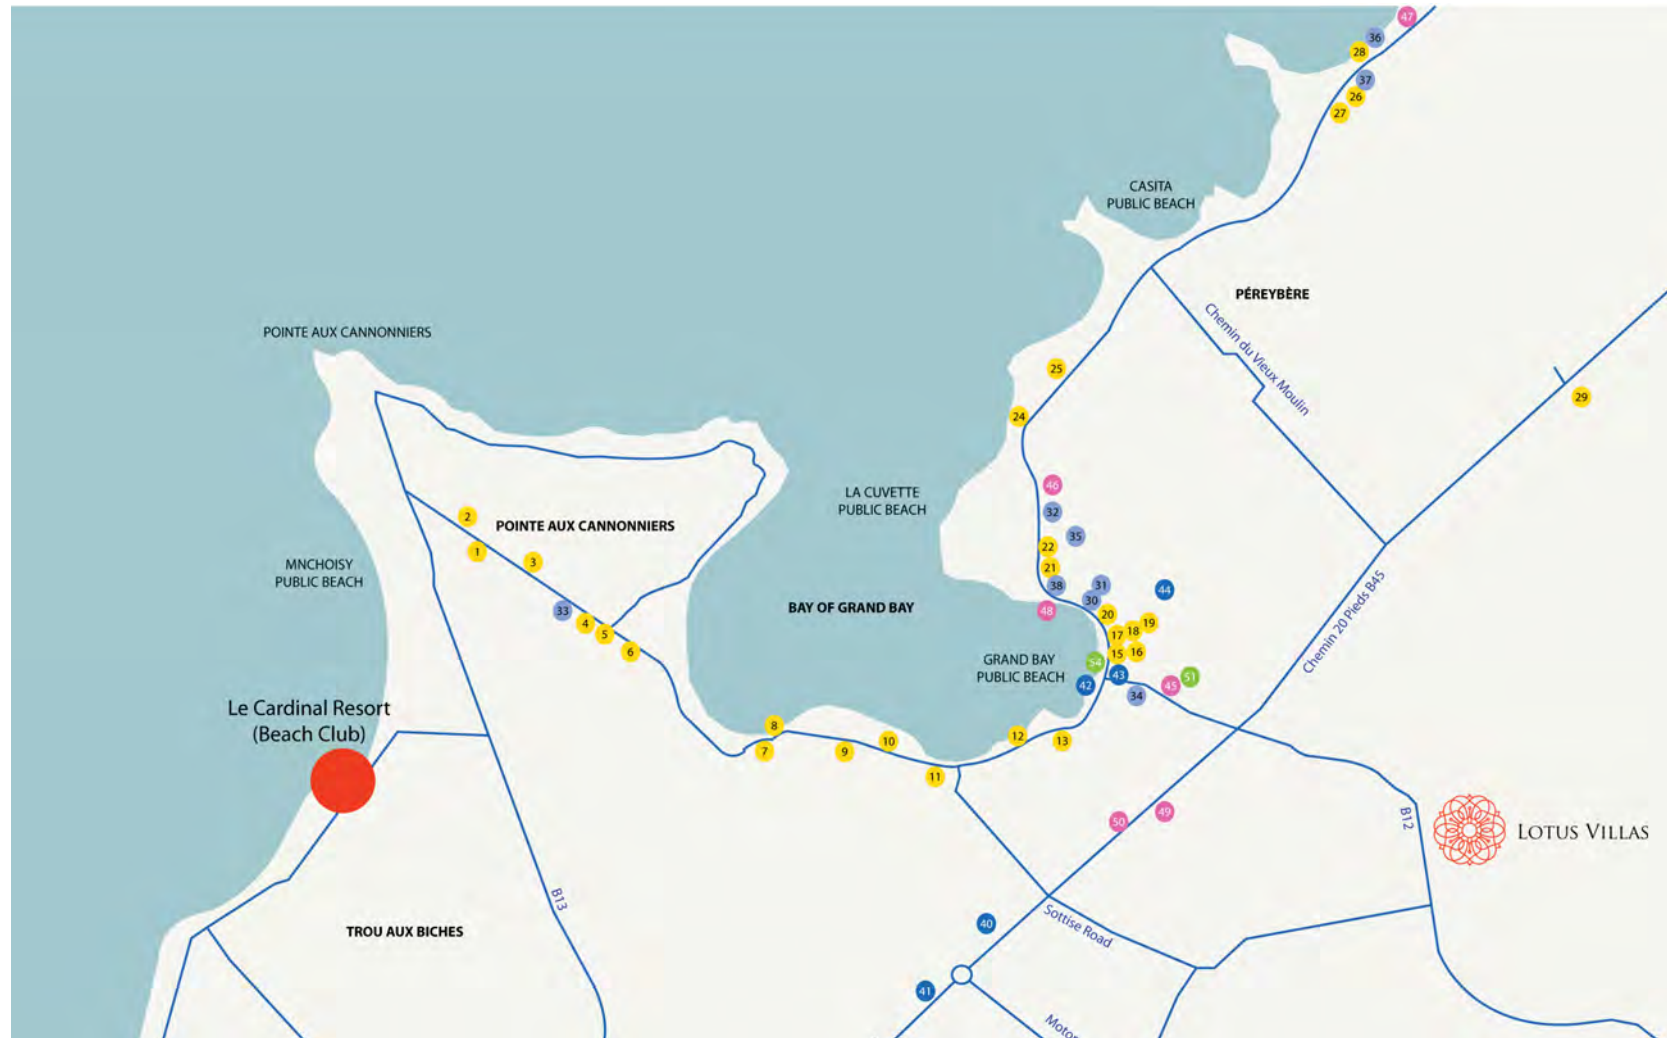 47
36
28
37
26
27
CASITA
PUBLIC BEACH
PÉREYBÈRE
Chemin du Vieux Moulin
POINTE AUX CANNONNIERS
25
29
24
46
LA CUVETTE
PUBLIC BEACH
32
2
POINTE AUX CANNONNIERS
35
1
22
3
21
MNCHOISY
PUBLIC BEACH
38
31
44
30
33
BAY OF GRAND BAY
48
20
4
19
5
17
18
6
15
16
Chemin 20 Pieds B45
GRAND BAY
PUBLIC BEACH
54
43
51
42
45
34
Le Cardinal Resort
(Beach Club)
8
7
9
10
12
13
11
49
50
B12
LOTUS VILLAS
B13
40
Sottise Road
TROU AUX BICHES
41